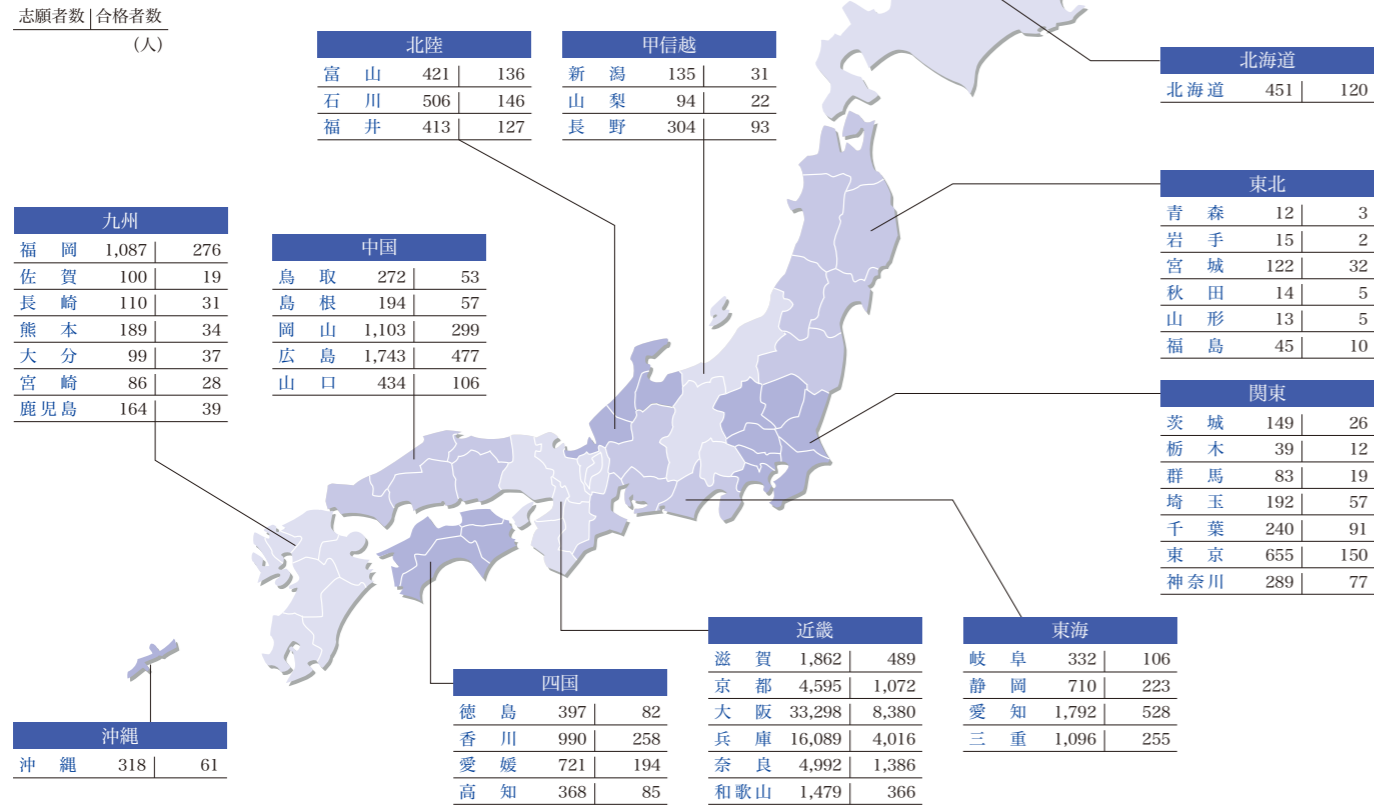 志願者数 合格者数
(人)
北陸
富山 421 136
石川 506 146
福井 413 127
甲信越
新潟 135 31
山梨 94 22
長野 304 93
北海道
北海道 451 120
東北
青森 12 3
岩手 15 2
宮城 122 32
秋田 14 5
山形 13 5
福島 45 10
九州
福岡 1,087 276
佐賀 100 19
長崎 110 31
熊本 189 34
大分 99 37
宮崎 86 28
鹿児島 164 39
中国
鳥取 272 53
島根 194 57
岡山 1,103 299
広島 1,743 477
山口 434 106
関東
茨城 149 26
栃木 39 12
群馬 83 19
埼玉 192 57
千葉 240 91
東京 655 150
神奈川 289 77
近畿
滋賀 1,862 489
京都 4,595 1,072
大阪 33,298 8,380
兵庫 16,089 4,016
奈良 4,992 1,386
和歌山 1,479 366
東海
岐阜 332 106
静岡 710 223
愛知 1,792 528
三重 1,096 255
四国
徳島 397 82
香川 990 258
愛媛 721 194
高知 368 85
沖縄
沖縄 318 61